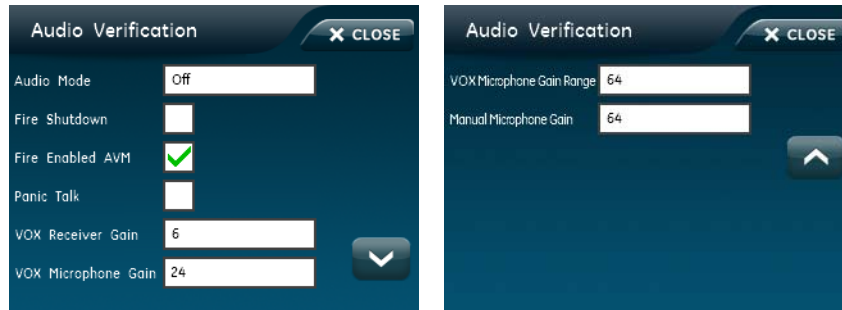 Audio Verification
X CLOSE
Audio Mode Off
Fire Shutdown
Fire Enabled AVM
Panic Talk
VOX Receiver Gain 6
VOX Microphone Gain 24
Audio Verification
X CLOSE
VOX Microphone Gain Range 64
Manual Microphone Gain 64